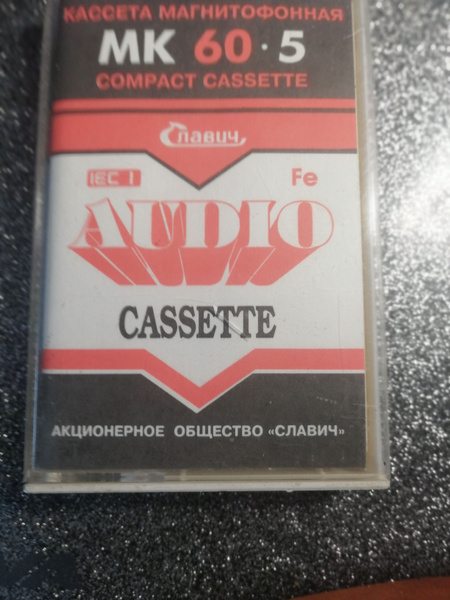 КАССЕТА МАГНИТОФОННАЯ
МК 60·5
COMPACT CASSETTE
Славич
IEC I Fe
AUDIO
CASSETTE
АКЦИОНЕРНОЕ ОБЩЕСТВО «СЛАВИЧ»